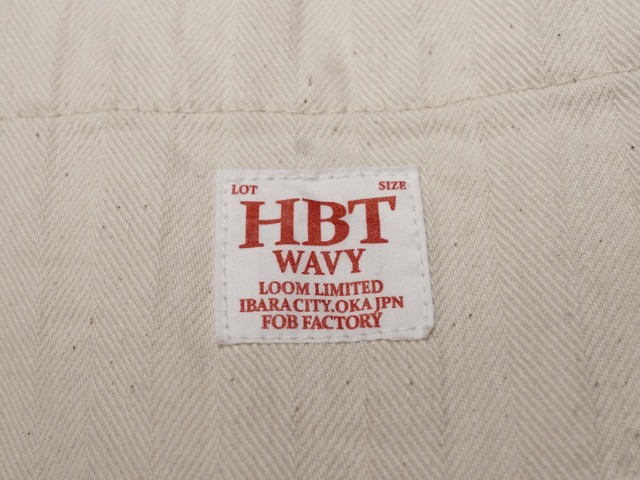 LOT SIZE
HBT
WAVY
LOOM LIMITED
IBARA CITY.OKA JPN
FOB FACTORY